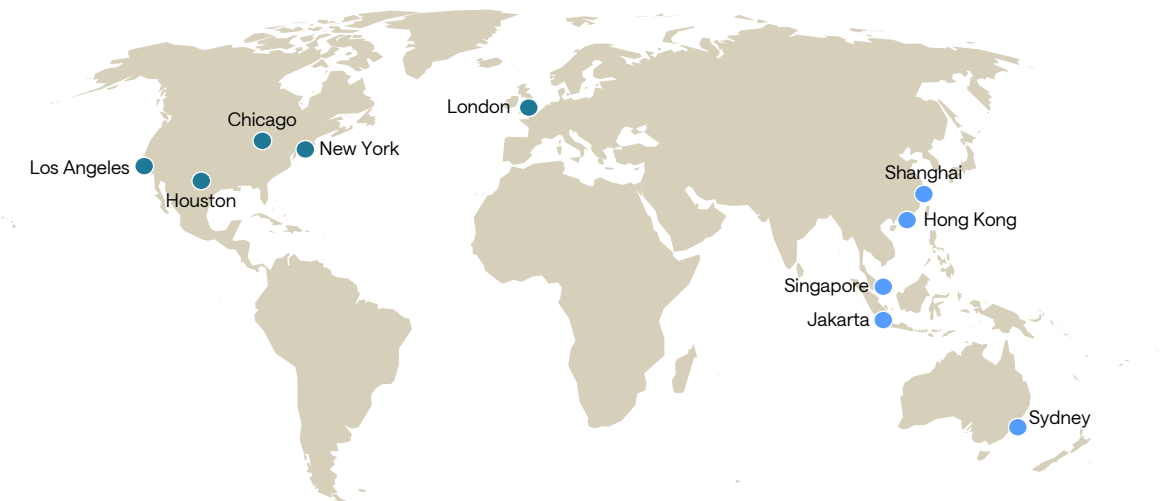 London
Chicago
New York
Los Angeles
Houston
Shanghai
Hong Kong
Singapore
Jakarta
Sydney